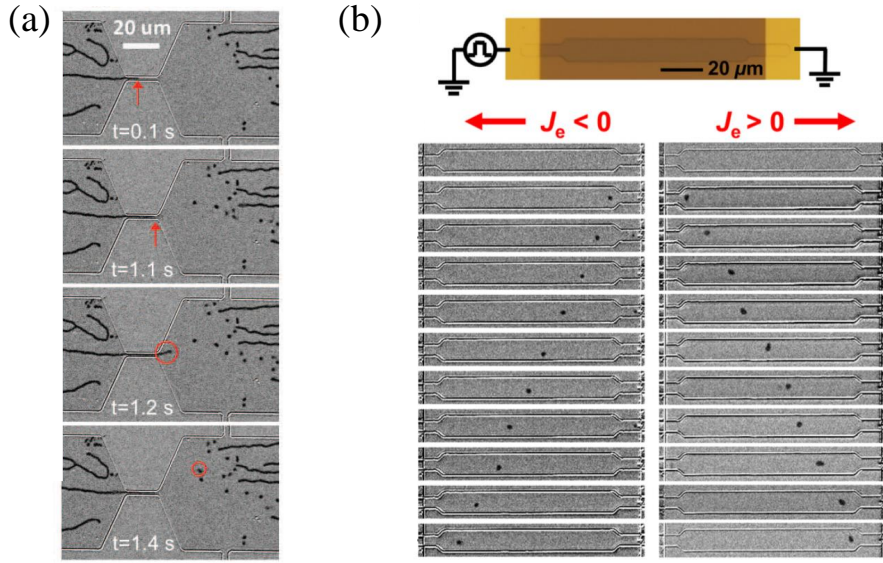 (a)
20 um
t=0.1 s
t=1.1 s
t=1.2 s
t=1.4 s
(b)
20 μm
Je < 0
Je > 0